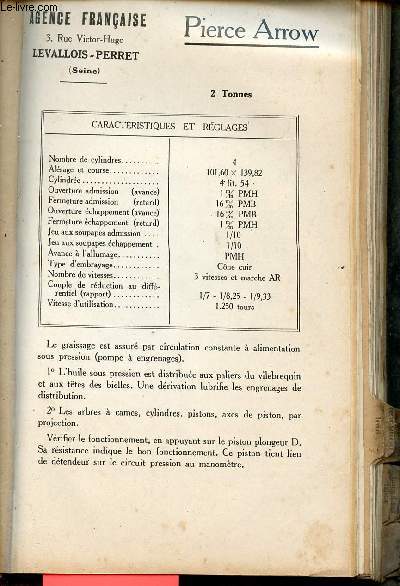 www.le-livre.com
AGENCE FRANÇAISE
3, Rue Victor-Hugo
LEVALLOIS-PERRET
(Seine)
Pierce Arrow
2 Tonnes
CARACTÉRISTIQUES ET RÉGLAGES
Nombre de cylindres........... 4
Alésage et course............. 101,60 × 139,82
Cylindrée .................... 4 lit. 54
Ouverture admission (avance) 1 m/m PMH
Fermeture admission (retard) 16 m/m PMB
Ouverture échappement (avance) 16 m/m PMB
Fermeture échappement (retard) 1 m/m PMH
Jeu aux soupapes admission .... 1/10
Jeu aux soupapes échappement . 1/10
Avance à l'allumage........... PMH
Type d'embrayage............ Cône cuir
Nombre de vitesses........... 3 vitesses et marche AR
Couple de réduction au diffé-
rentiel (rapport)............ 1/7 - 1/8,25 - 1/9,33
Vitesse d'utilisation........... 1.250 tours
Le graissage est assuré par circulation constante à alimentation
sous pression (pompe à engrenages).
1° L'huile sous pression est distribuée aux paliers du vilebrequin
et aux têtes des bielles. Une dérivation lubrifie les engrenages de
distribution.
2° Les arbres à cames, cylindres, pistons, axes de piston, par
projection.
Vérifier le fonctionnement, en appuyant sur le piston plongeur D.
Sa résistance indique le bon fonctionnement. Ce piston tient lieu
de détendeur sur le circuit pression au manomètre.